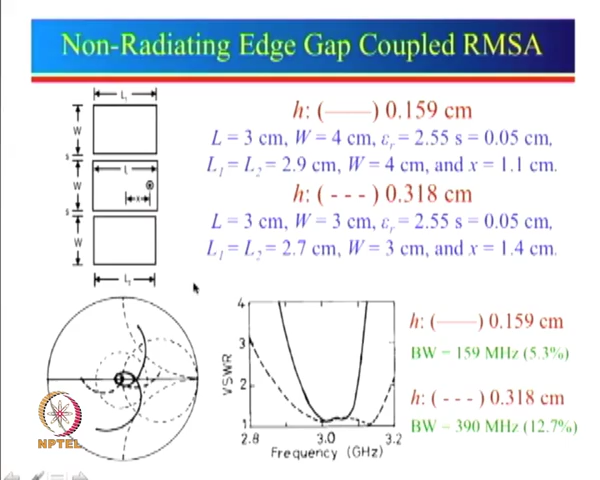 Non-Radiating Edge Gap Coupled RMSA
L₁
W
s
L
W
x
s
W
L₂
h: (——) 0.159 cm
L = 3 cm, W = 4 cm, εᵣ = 2.55 s = 0.05 cm,
L₁ = L₂ = 2.9 cm, W = 4 cm, and x = 1.1 cm.
h: (- - -) 0.318 cm
L = 3 cm, W = 3 cm, εᵣ = 2.55 s = 0.05 cm,
L₁ = L₂ = 2.7 cm, W = 3 cm, and x = 1.4 cm.
NPTEL
4
3
2
1
VSWR
2.8 3.0 3.2
Frequency (GHz)
h: (——) 0.159 cm
BW = 159 MHz (5.3%)
h: (- - -) 0.318 cm
BW = 390 MHz (12.7%)